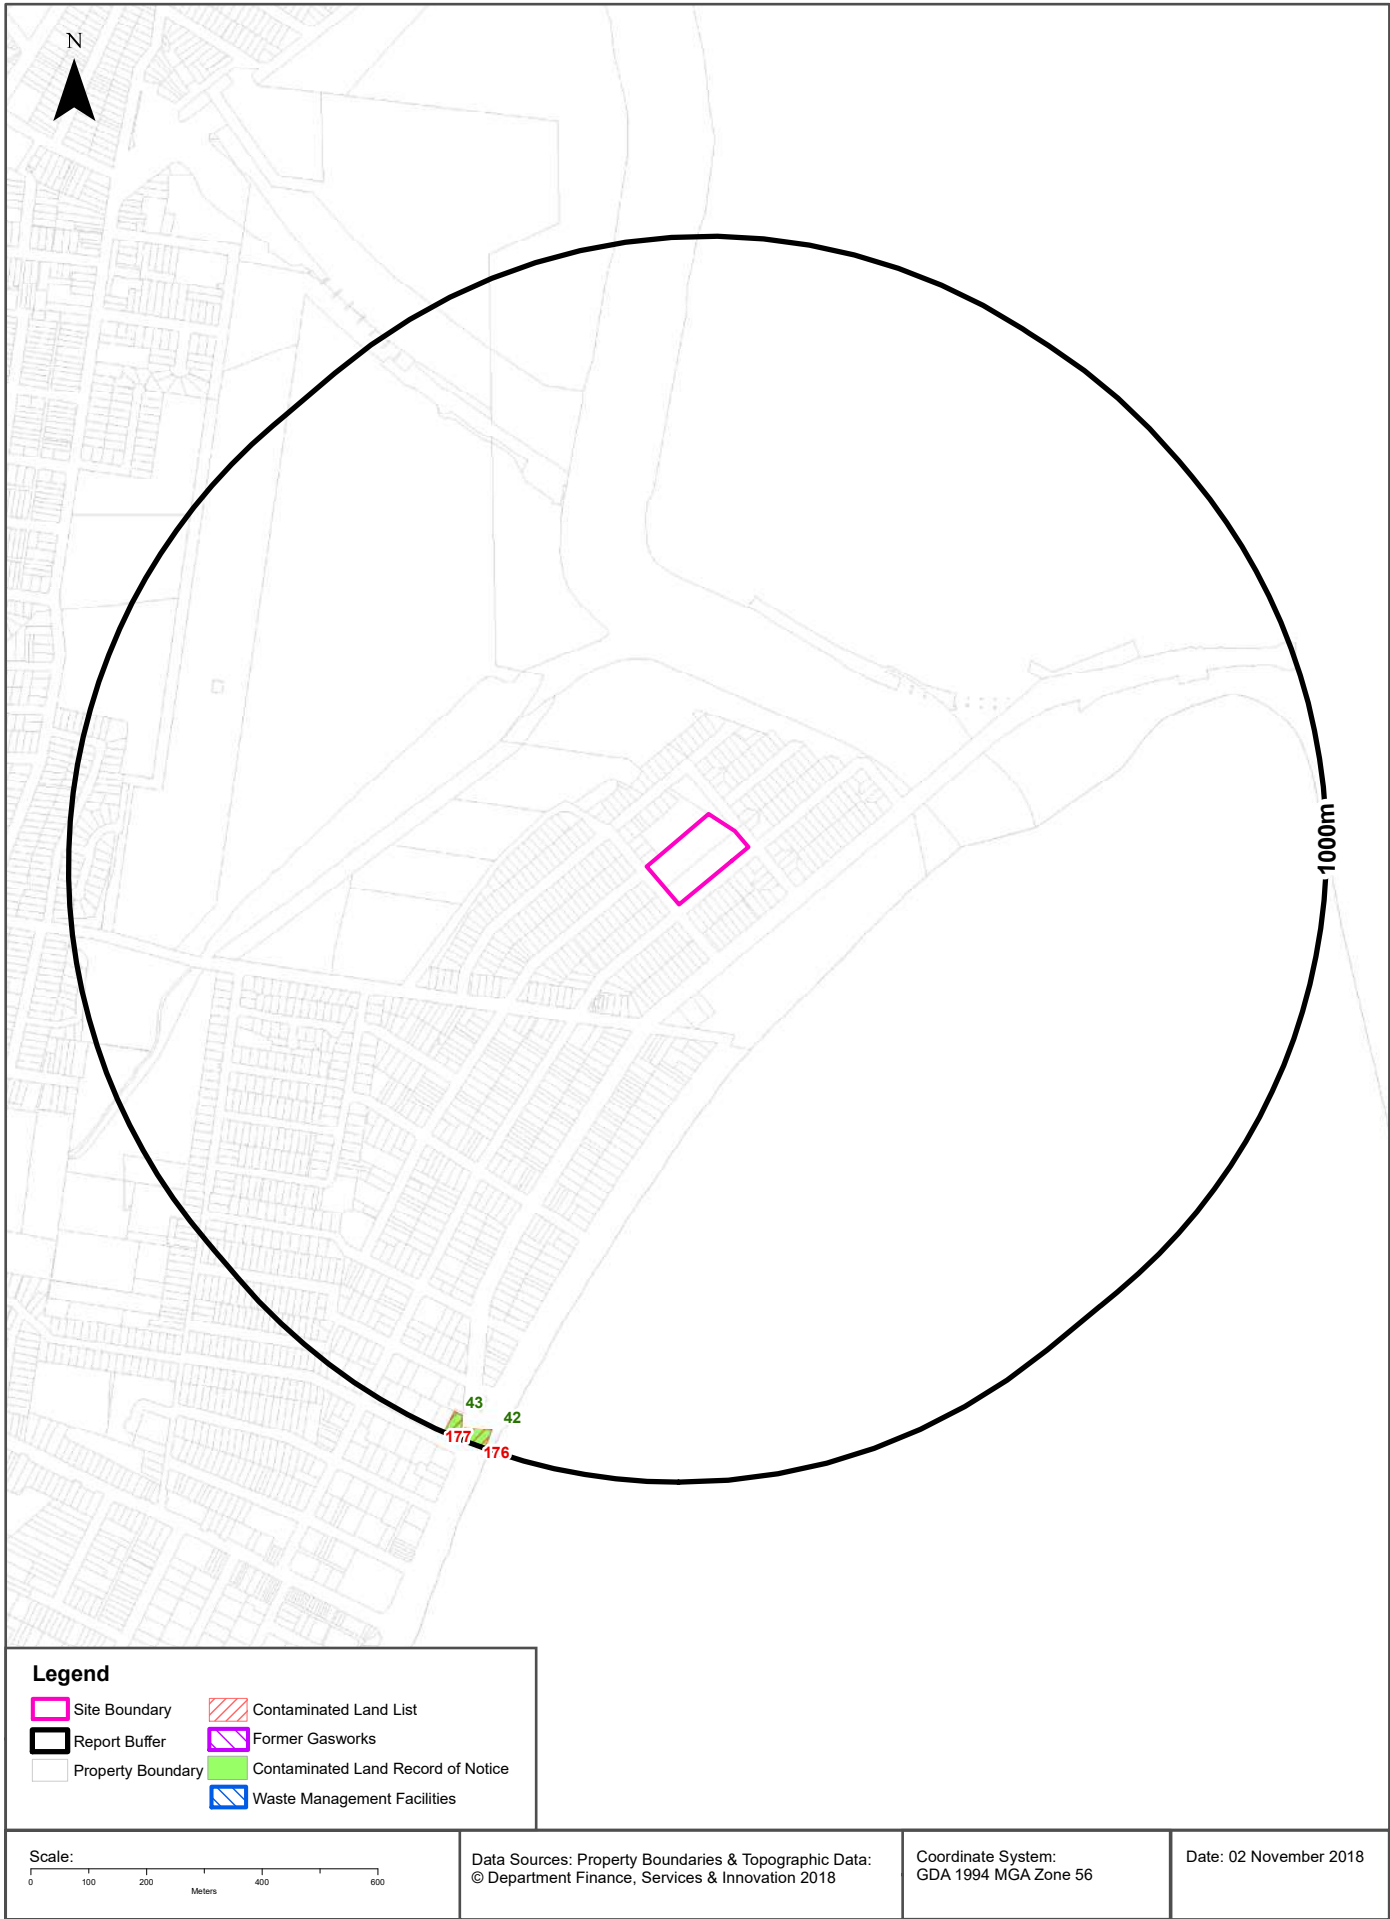 N
1000m
43
42
177
176
Legend
Site Boundary
Report Buffer
Property Boundary
Contaminated Land List
Former Gasworks
Contaminated Land Record of Notice
Waste Management Facilities
Scale:
0 100 200 400 600
Meters
Data Sources: Property Boundaries & Topographic Data:
© Department Finance, Services & Innovation 2018
Coordinate System:
GDA 1994 MGA Zone 56
Date: 02 November 2018